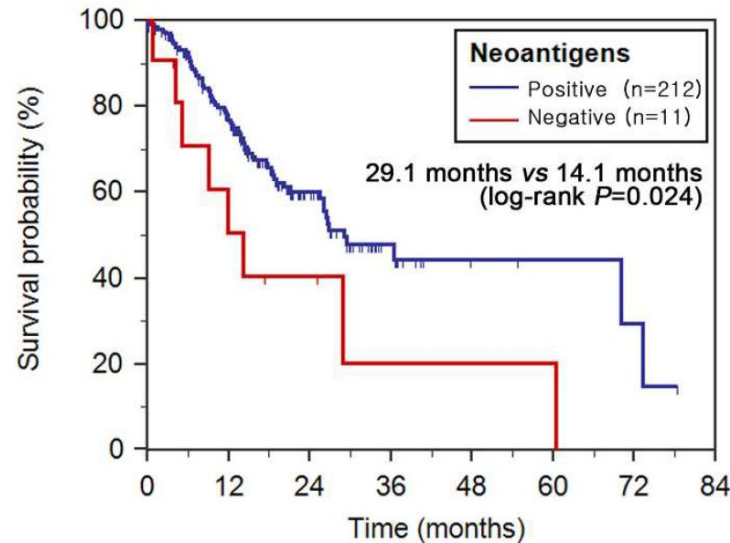 Neoantigens
Positive (n=212)
Negative (n=11)
29.1 months vs 14.1 months
(log-rank P=0.024)
Survival probability (%)
100
80
60
40
20
0
0 12 24 36 48 60 72 84
Time (months)